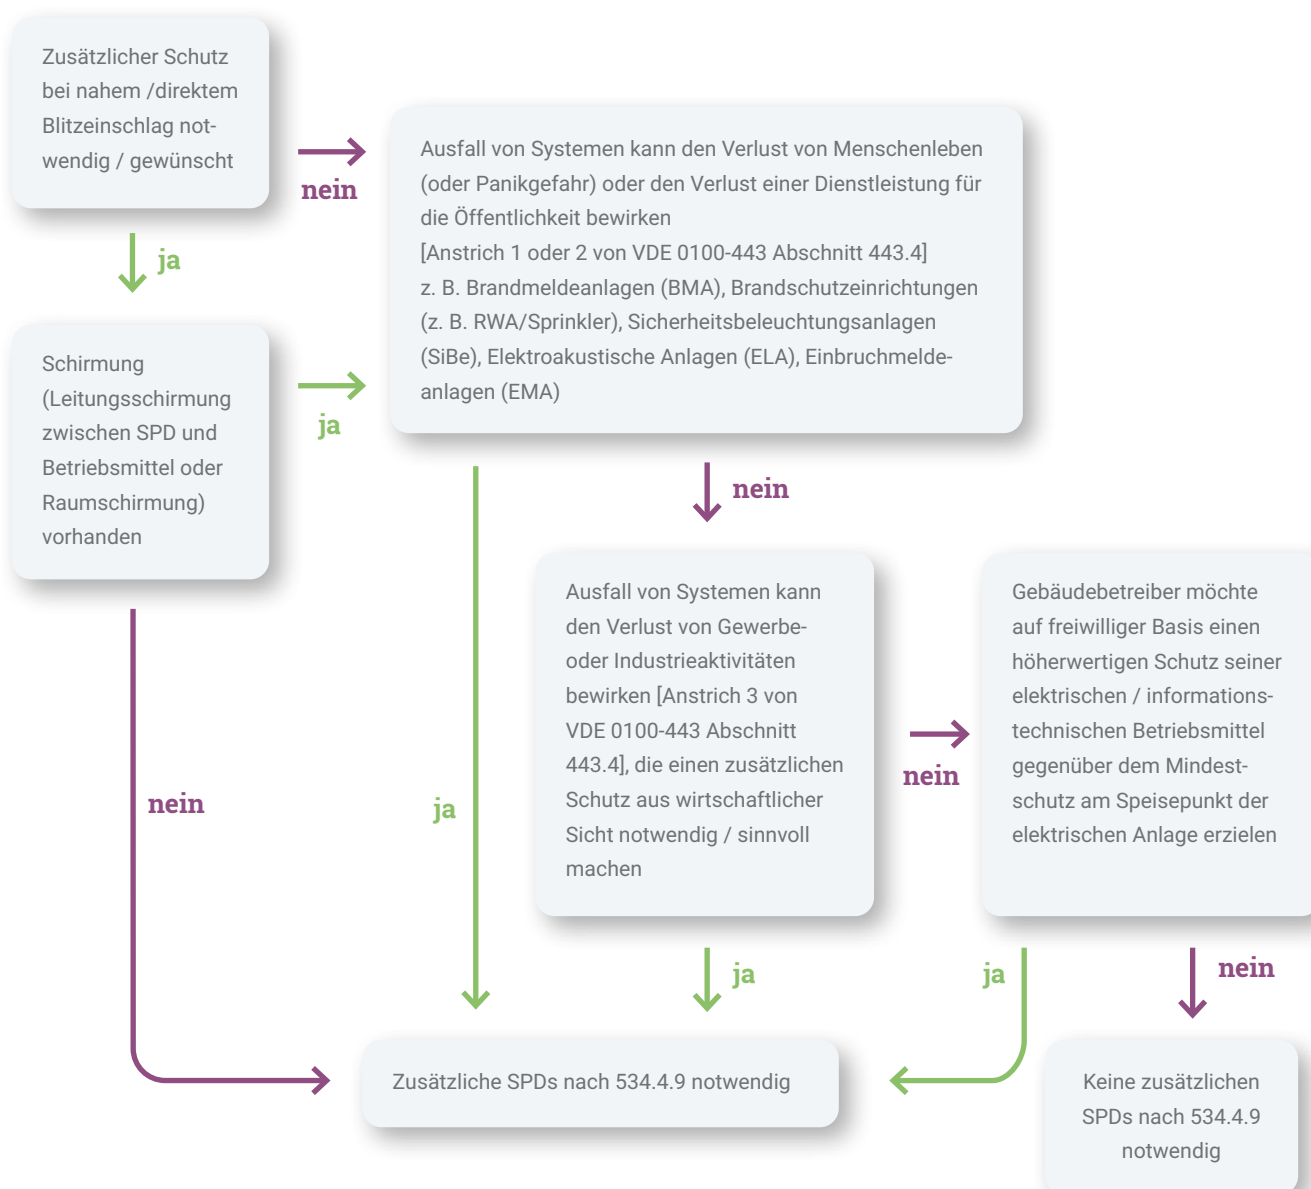 Zusätzlicher Schutz
bei nahem /direktem
Blitzeinschlag not-
wendig / gewünscht
nein
ja
Ausfall von Systemen kann den Verlust von Menschenleben
(oder Panikgefahr) oder den Verlust einer Dienstleistung für
die Öffentlichkeit bewirken
[Anstrich 1 oder 2 von VDE 0100-443 Abschnitt 443.4]
z. B. Brandmeldeanlagen (BMA), Brandschutzeinrichtungen
(z. B. RWA/Sprinkler), Sicherheitsbeleuchtungsanlagen
(SiBe), Elektroakustische Anlagen (ELA), Einbruchmelde-
anlagen (EMA)
Schirmung
(Leitungsschirmung
zwischen SPD und
Betriebsmittel oder
Raumschirmung)
vorhanden
ja
nein
nein
ja
Ausfall von Systemen kann
den Verlust von Gewerbe-
oder Industrieaktivitäten
bewirken [Anstrich 3 von
VDE 0100-443 Abschnitt
443.4], die einen zusätzlichen
Schutz aus wirtschaftlicher
Sicht notwendig / sinnvoll
machen
nein
ja
Gebäudebetreiber möchte
auf freiwilliger Basis einen
höherwertigen Schutz seiner
elektrischen / informations-
technischen Betriebsmittel
gegenüber dem Mindest-
schutz am Speisepunkt der
elektrischen Anlage erzielen
ja
nein
Zusätzliche SPDs nach 534.4.9 notwendig
Keine zusätzlichen
SPDs nach 534.4.9
notwendig